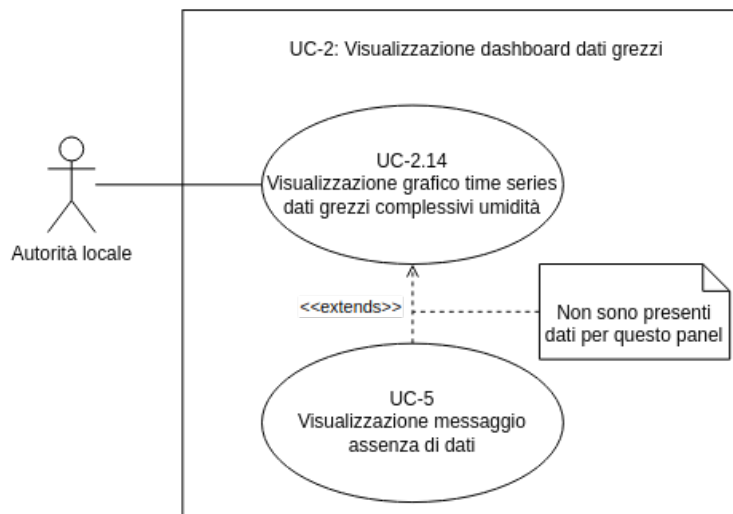 UC-2: Visualizzazione dashboard dati grezzi
UC-2.14
Visualizzazione grafico time series
dati grezzi complessivi umidità
Autorità locale
<<extends>>
Non sono presenti
dati per questo panel
UC-5
Visualizzazione messaggio
assenza di dati